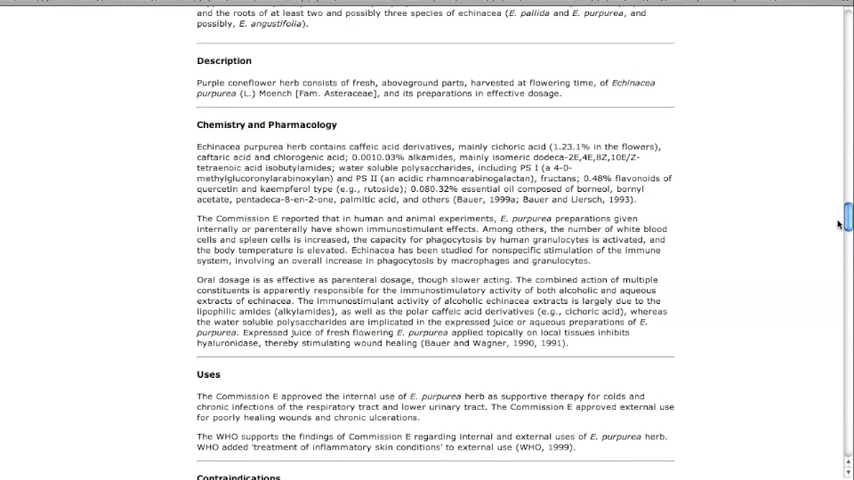 and the roots of at least two and possibly three species of echinacea (E. pallida and E. purpurea, and
possibly, E. angustifolia).
Description
Purple coneflower herb consists of fresh, aboveground parts, harvested at flowering time, of Echinacea
purpurea (L.) Moench [Fam. Asteraceae], and its preparations in effective dosage.
Chemistry and Pharmacology
Echinacea purpurea herb contains caffeic acid derivatives, mainly cichoric acid (1.23.1% in the flowers),
caftaric acid and chlorogenic acid; 0.0010.03% alkamides, mainly isomeric dodeca-2E,4E,8Z,10E/Z-
tetraenoic acid isobutylamides; water soluble polysaccharides, including PS I (a 4-0-
methylglucoronylarabinoxylan) and PS II (an acidic rhamnoarabinogalactan), fructans; 0.48% flavonoids of
quercetin and kaempferol type (e.g., rutoside); 0.080.32% essential oil composed of borneol, bornyl
acetate, pentadeca-8-en-2-one, palmitic acid, and others (Bauer, 1999a; Bauer and Liersch, 1993).
The Commission E reported that in human and animal experiments, E. purpurea preparations given
internally or parenterally have shown immunostimulant effects. Among others, the number of white blood
cells and spleen cells is increased, the capacity for phagocytosis by human granulocytes is activated, and
the body temperature is elevated. Echinacea has been studied for nonspecific stimulation of the immune
system, involving an overall increase in phagocytosis by macrophages and granulocytes.
Oral dosage is as effective as parenteral dosage, though slower acting. The combined action of multiple
constituents is apparently responsible for the immunostimulatory activity of both alcoholic and aqueous
extracts of echinacea. The immunostimulant activity of alcoholic echinacea extracts is largely due to the
lipophilic amides (alkylamides), as well as the polar caffeic acid derivatives (e.g., cichoric acid), whereas
the water soluble polysaccharides are implicated in the expressed juice or aqueous preparations of E.
purpurea. Expressed juice of fresh flowering E. purpurea applied topically on local tissues inhibits
hyaluronidase, thereby stimulating wound healing (Bauer and Wagner, 1990, 1991).
Uses
The Commission E approved the internal use of E. purpurea herb as supportive therapy for colds and
chronic infections of the respiratory tract and lower urinary tract. The Commission E approved external use
for poorly healing wounds and chronic ulcerations.
The WHO supports the findings of Commission E regarding internal and external uses of E. purpurea herb.
WHO added 'treatment of inflammatory skin conditions' to external use (WHO, 1999).
Contraindications